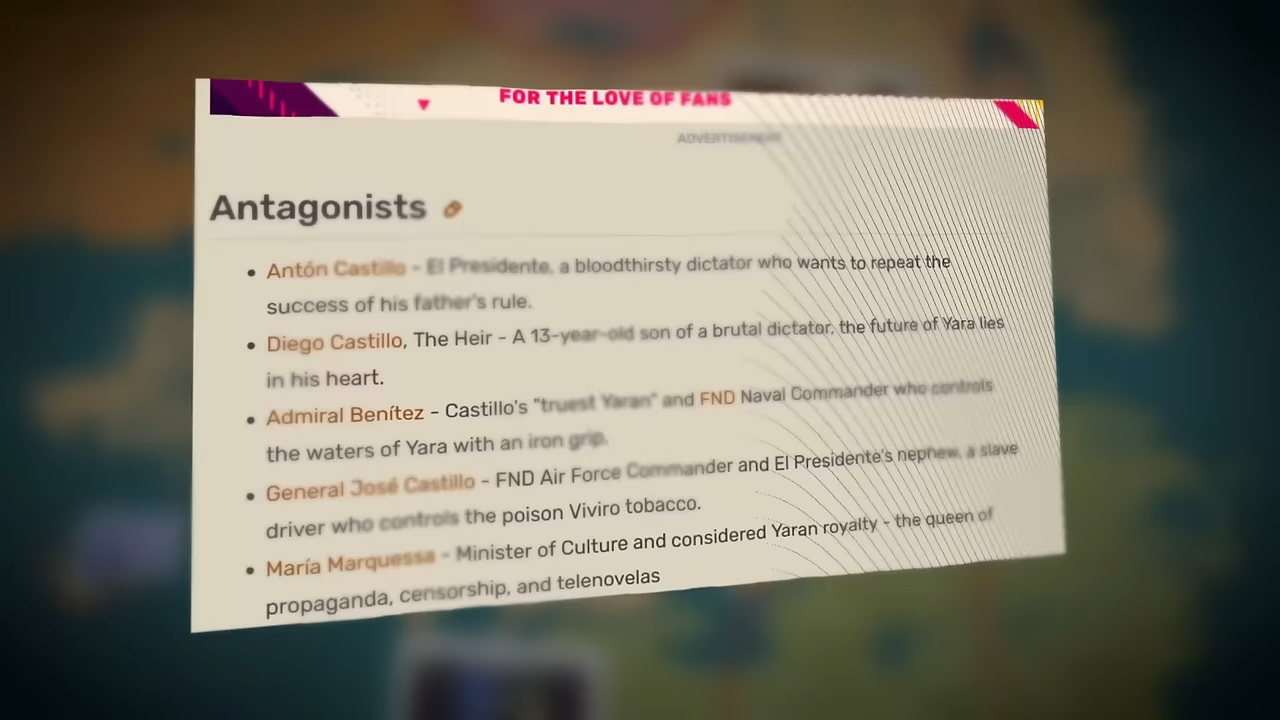 FOR THE LOVE OF FANS
ADVERTISEMENT
Antagonists
• Antón Castillo - El Presidente, a bloodthirsty dictator who wants to repeat the
success of his father's rule.
• Diego Castillo, The Heir - A 13-year-old son of a brutal dictator, the future of Yara lies
in his heart.
• Admiral Benítez - Castillo's "truest Yaran" and FND Naval Commander who controls
the waters of Yara with an iron grip.
• General José Castillo - FND Air Force Commander and El Presidente's nephew, a slave
driver who controls the poison Viviro tobacco.
• María Marquessa - Minister of Culture and considered Yaran royalty - the queen of
propaganda, censorship, and telenovelas